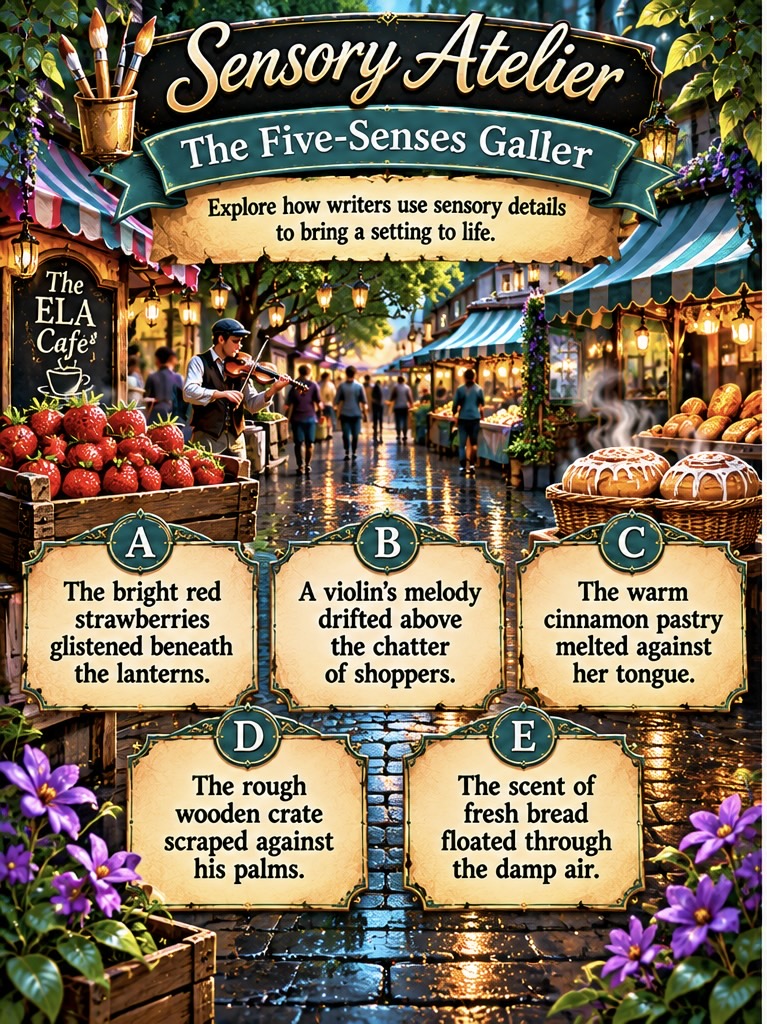 Sensory Atelier
The Five-Senses Galler
Explore how writers use sensory details
to bring a setting to life.
The
ELA
Cafés
A
The bright red
strawberries
glistened beneath
the lanterns.
B
A violin's melody
drifted above
the chatter
of shoppers.
C
The warm
cinnamon pastry
melted against
her tongue.
D
The rough
wooden crate
scraped against
his palms.
E
The scent of
fresh bread
floated through
the damp air.